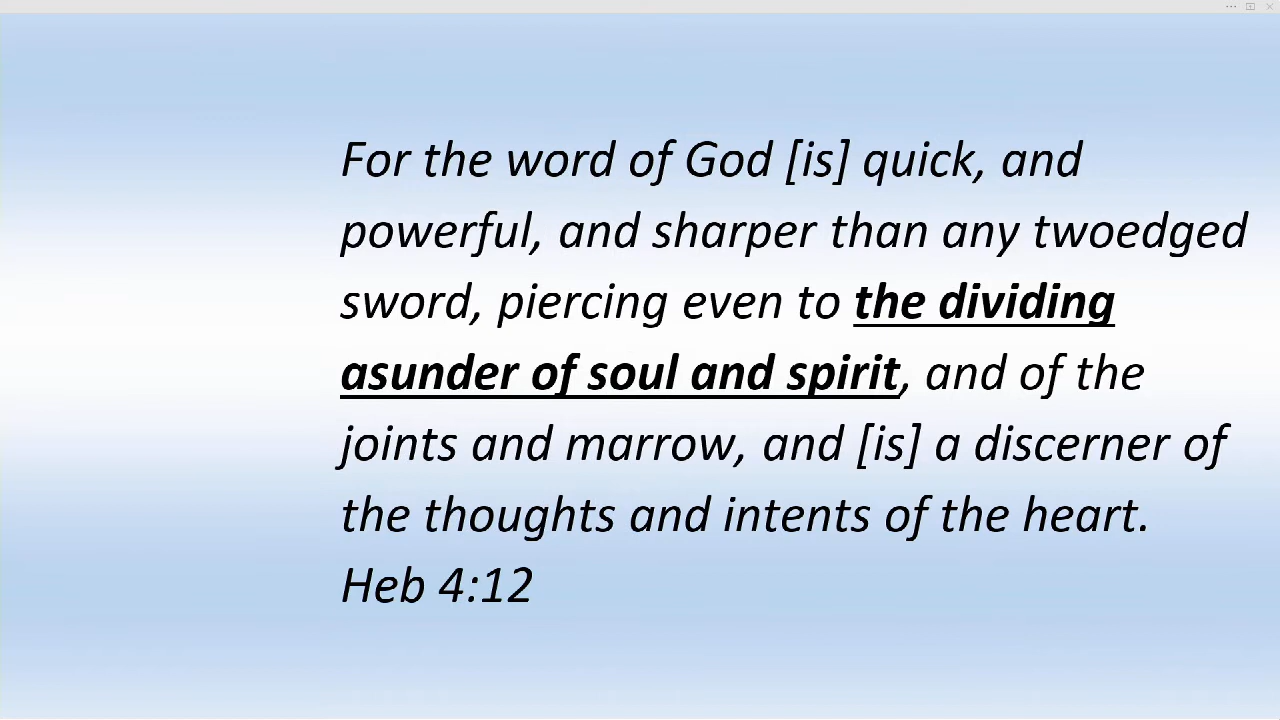 For the word of God [is] quick, and
powerful, and sharper than any twoedged
sword, piercing even to the dividing
asunder of soul and spirit, and of the
joints and marrow, and [is] a discerner of
the thoughts and intents of the heart.
Heb 4:12